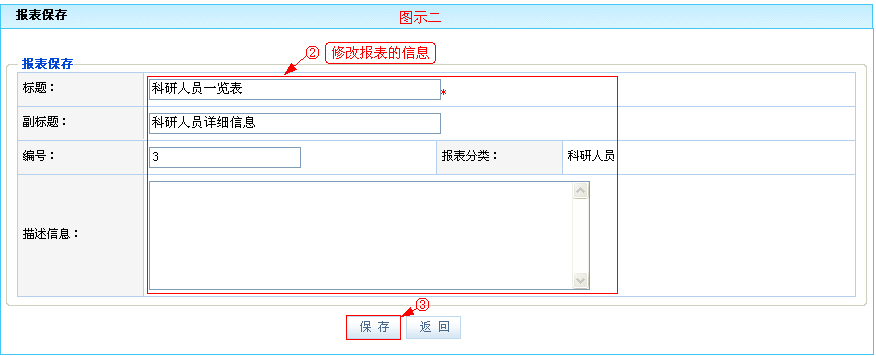 报表保存 图示二
② 修改报表的信息
报表保存
标题： 科研人员一览表 *
副标题： 科研人员详细信息
编号： 3 报表分类： 科研人员
描述信息：
③
保 存 返 回